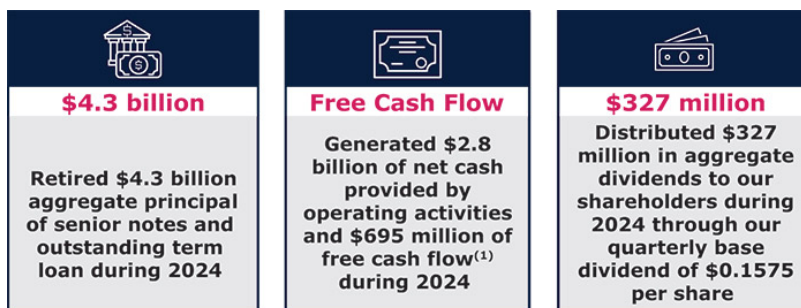 $4.3 billion
Retired $4.3 billion
aggregate principal
of senior notes and
outstanding term
loan during 2024
Free Cash Flow
Generated $2.8
billion of net cash
provided by
operating activities
and $695 million of
free cash flow(1)
during 2024
$327 million
Distributed $327
million in aggregate
dividends to our
shareholders during
2024 through our
quarterly base
dividend of $0.1575
per share